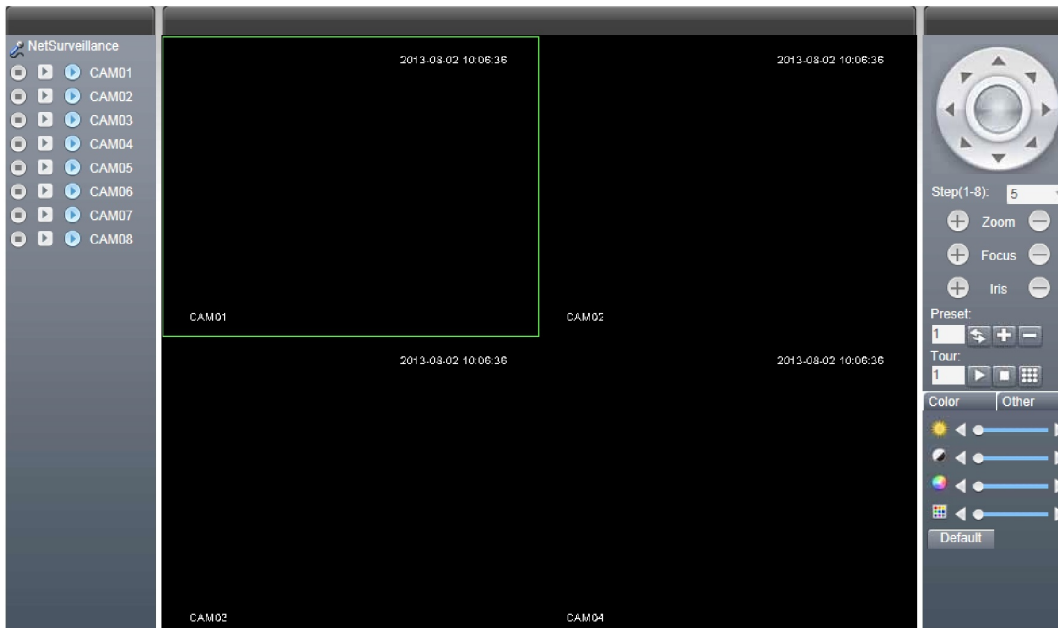 NetSurveillance
CAM01
CAM02
CAM03
CAM04
CAM05
CAM06
CAM07
CAM08
2013-08-02 10:06:36
2013-08-02 10:06:36
CAM01
CAM02
2013-08-02 10:06:36
2013-08-02 10:06:36
CAM03
CAM04
Step(1-8): 5
Zoom
Focus
Iris
Preset:
1
Tour:
1
Color Other
Default